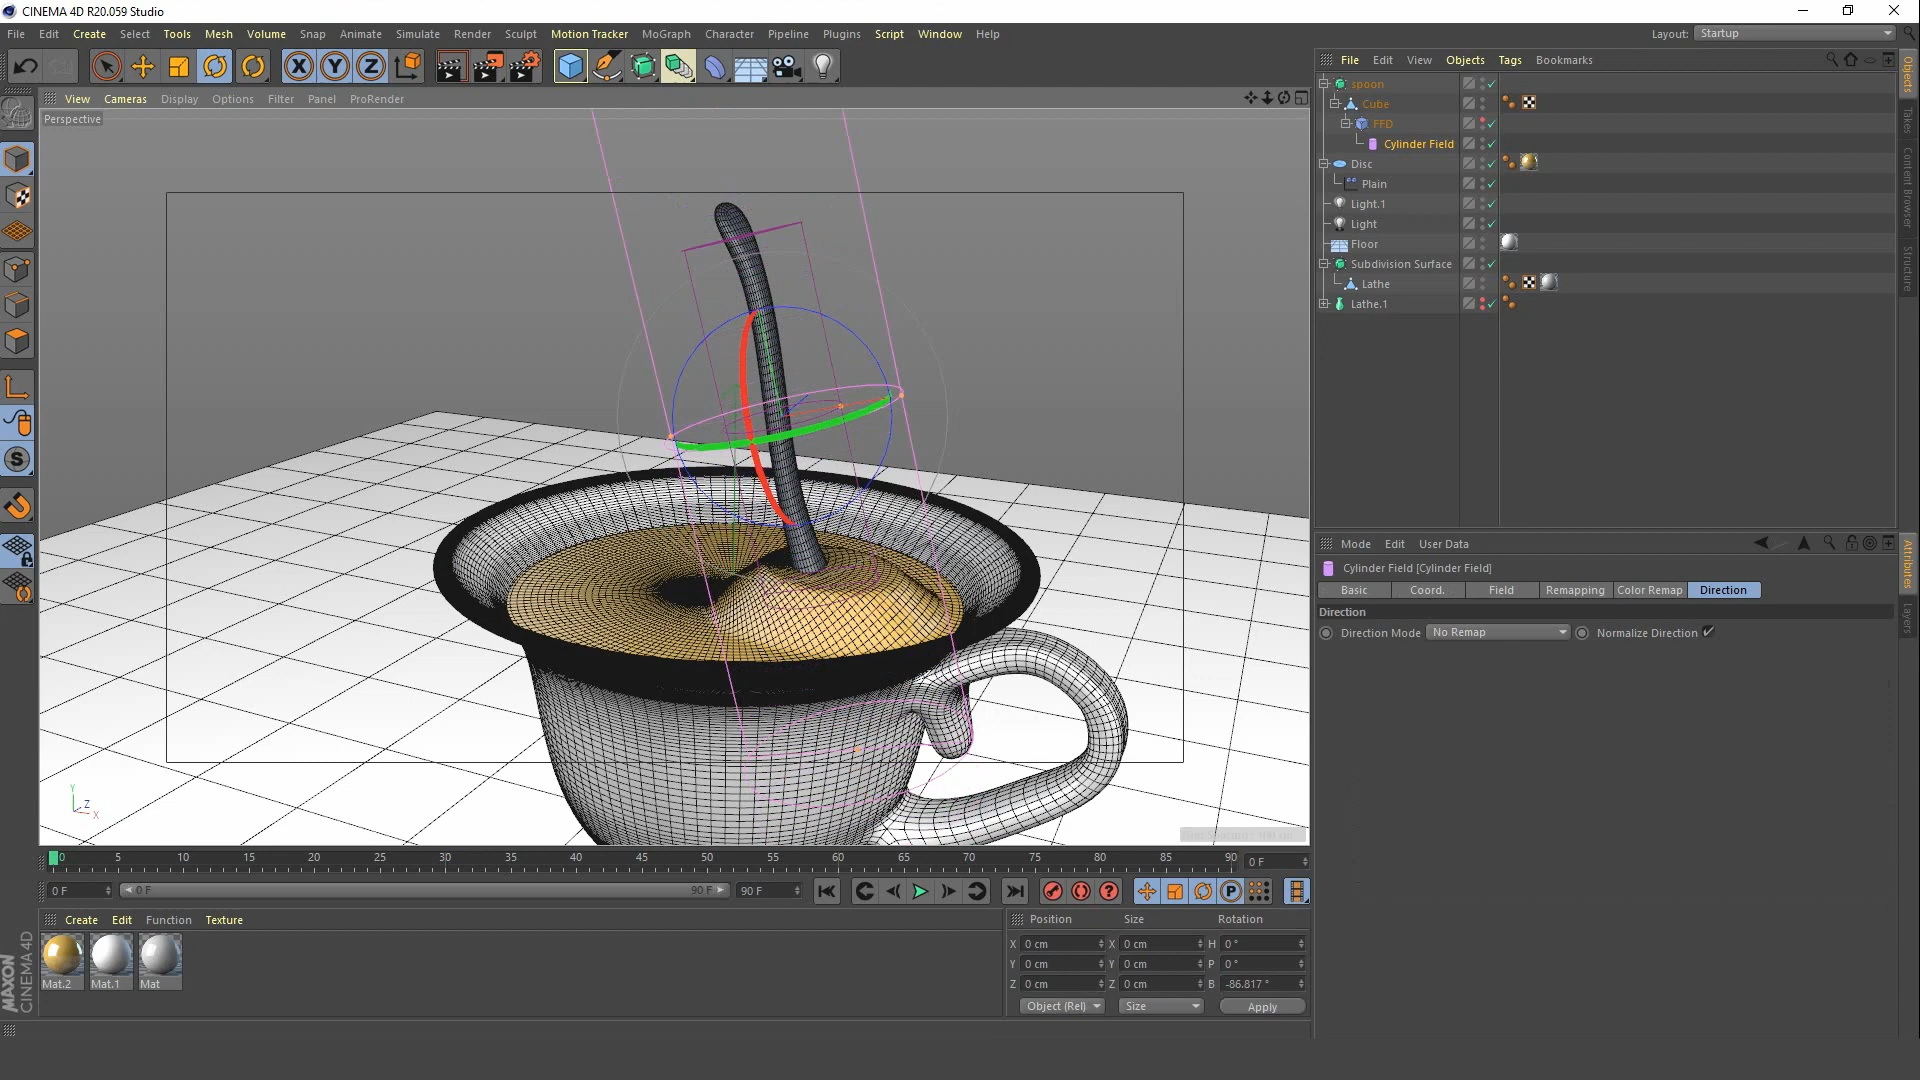 CINEMA 4D R20.059 Studio
File Edit Create Select Tools Mesh Volume Snap Animate Simulate Render Sculpt Motion Tracker MoGraph Character Pipeline Plugins Script Window Help Layout: Startup
X Y Z
File Edit View Objects Tags Bookmarks
View Cameras Display Options Filter Panel ProRender
Perspective
spoon
Cube
FFD
Cylinder Field
Disc
Plain
Light.1
Light
Floor
Subdivision Surface
Lathe
Lathe.1
Objects
Takes
Content Browser
Structure
Mode Edit User Data
Cylinder Field [Cylinder Field]
Basic Coord. Field Remapping Color Remap Direction
Direction
Direction Mode No Remap Normalize Direction
Attributes
Layers
S
Y
Z
X
0 5 10 15 20 25 30 35 40 45 50 55 60 65 70 75 80 85 90 0 F
0 F 0 F 90 F 90 F
? P
Create Edit Function Texture
Mat.2 Mat.1 Mat
Position Size Rotation
X 0 cm X 0 cm H 0 °
Y 0 cm Y 0 cm P 0 °
Z 0 cm Z 0 cm B -86.817 °
Object (Rel) Size Apply
MAXON
CINEMA 4D